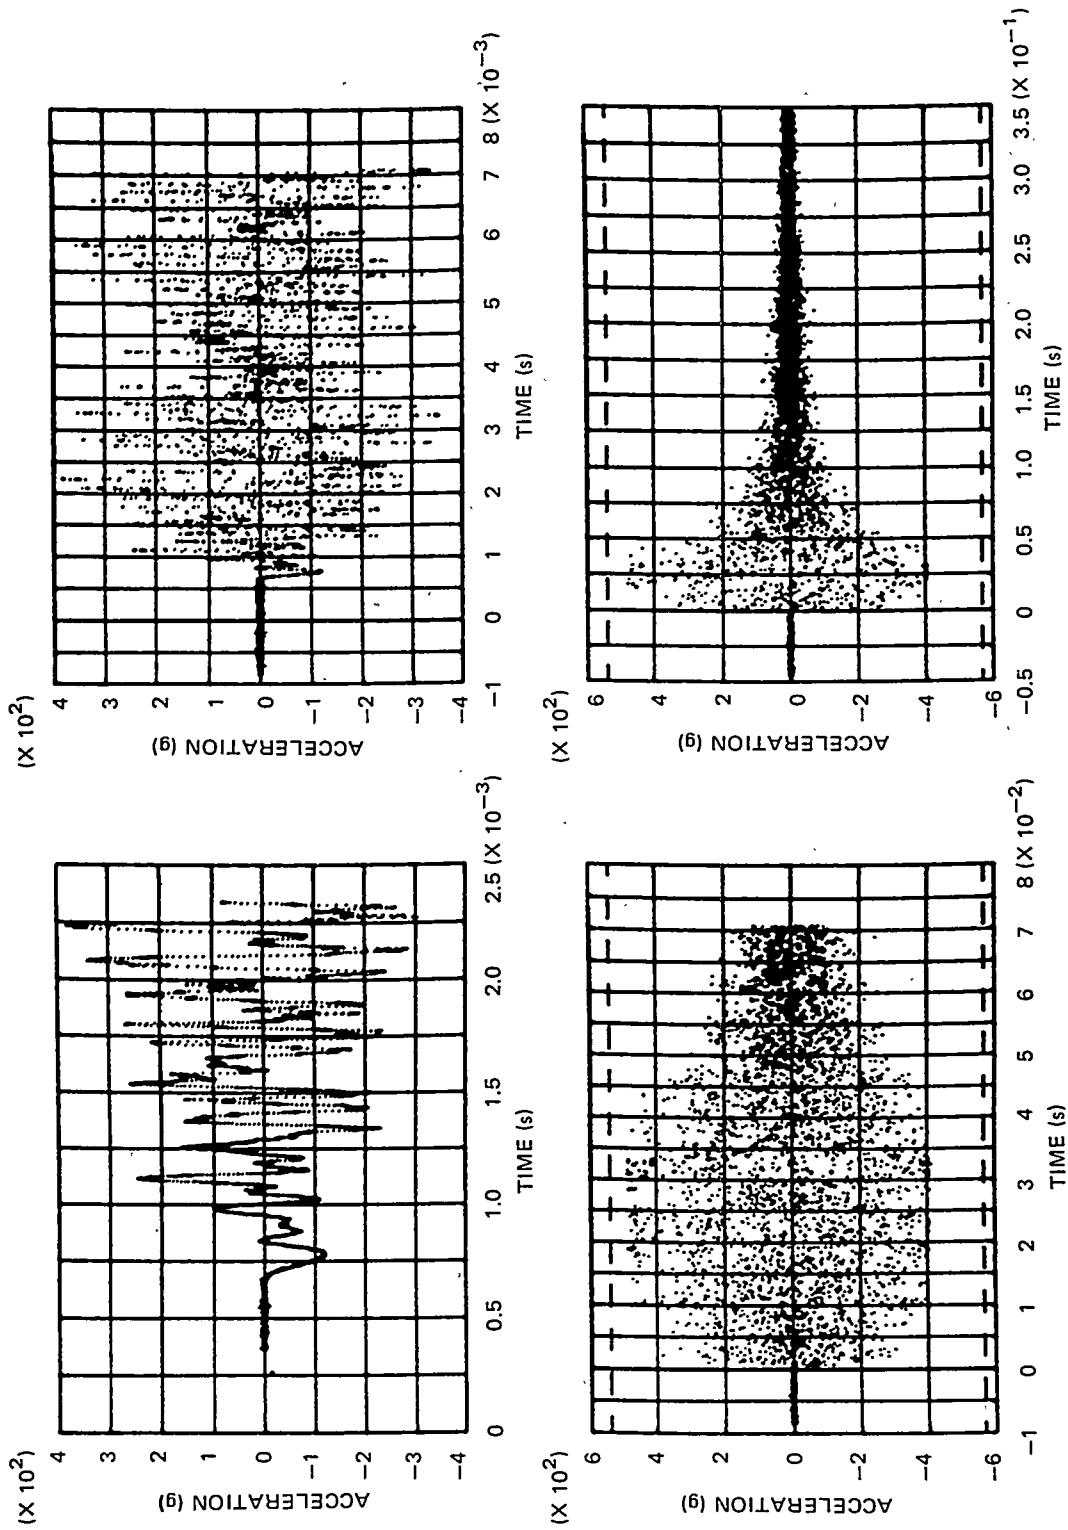 (X 10²)
4
3
2
1
0
−1
−2
−3
−4
ACCELERATION (g)
0 0.5 1.0 1.5 2.0 2.5 (X 10−3)
TIME (s)
(X 10²)
4
3
2
1
0
−1
−2
−3
−4
ACCELERATION (g)
−1 0 1 2 3 4 5 6 7 8 (X 10−3)
TIME (s)
(X 10²)
6
4
2
0
−2
−4
−6
ACCELERATION (g)
−1 0 1 2 3 4 5 6 7 8 (X 10−2)
TIME (s)
(X 10²)
6
4
2
0
−2
−4
−6
ACCELERATION (g)
−0.5 0 0.5 1.0 1.5 2.0 2.5 3.0 3.5 (X 10−1)
TIME (s)